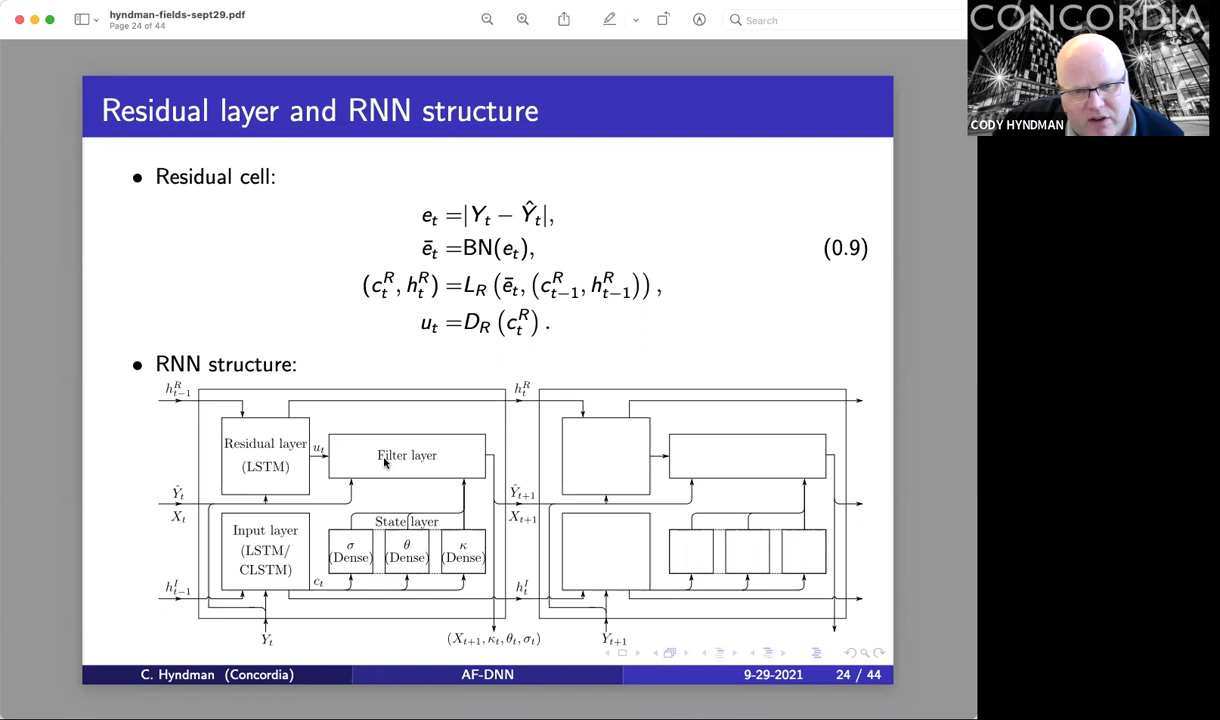 hyndman-fields-sept29.pdf
Page 24 of 44
Search
CONCORDIA
CODY HYNDMAN
Residual layer and RNN structure
• Residual cell:
e_t =|Y_t − Ŷ_t|,
ē_t =BN(e_t),
(0.9)
(c_t^R, h_t^R) =L_R (ē_t, (c_{t−1}^R, h_{t−1}^R)),
u_t =D_R (c_t^R).
• RNN structure:
h_{t−1}^R
h_t^R
Residual layer
(LSTM)
u_t
Filter layer
Ŷ_t
X_t
Ŷ_{t+1}
X_{t+1}
Input layer
(LSTM/
CLSTM)
State layer
σ
(Dense)
θ
(Dense)
κ
(Dense)
c_t
h_{t−1}^I
h_t^I
Y_t
(X_{t+1}, κ_t, θ_t, σ_t)
Y_{t+1}
C. Hyndman (Concordia)
AF-DNN
9-29-2021
24 / 44